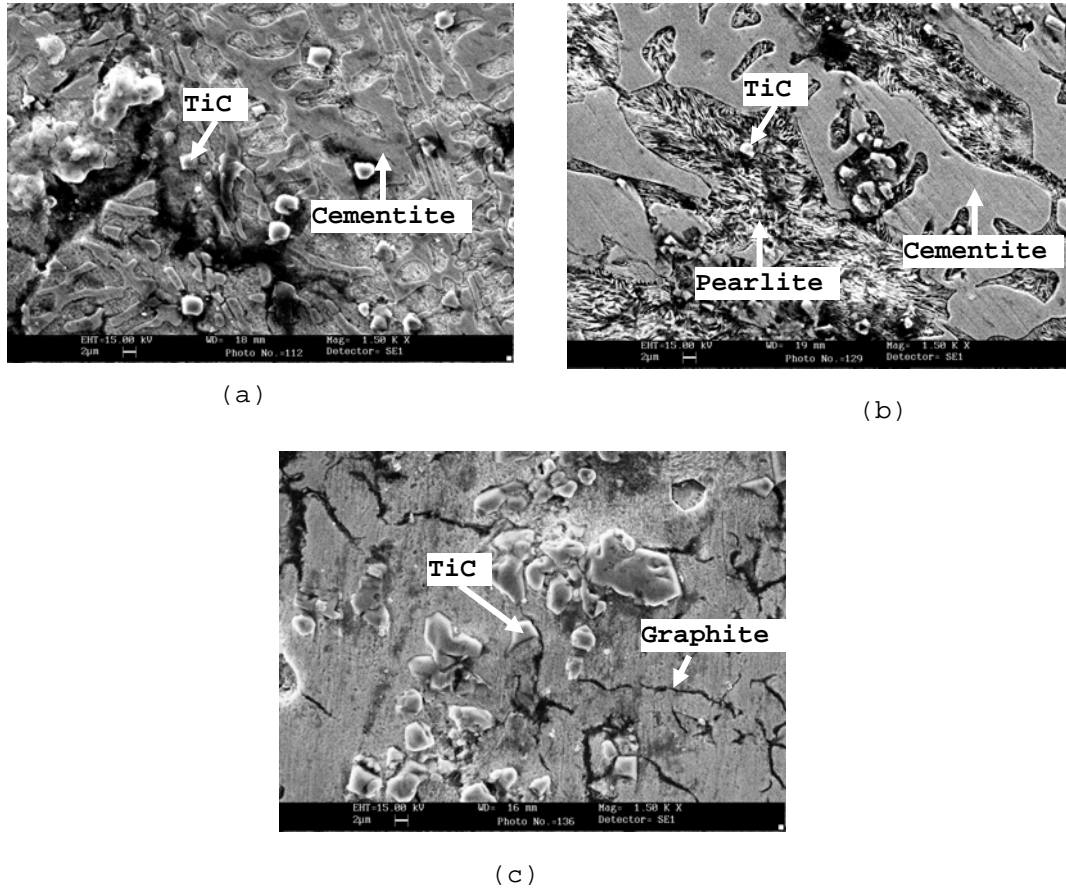 TiC
Cementite
EHT=15.00 kV WD= 18 mm Mag= 1.50 K X
2µm Photo No.=112 Detector= SE1
(a)
TiC
Cementite
Pearlite
EHT=15.00 kV WD= 19 mm Mag= 1.50 K X
2µm Photo No.=129 Detector= SE1
(b)
TiC
Graphite
EHT=15.00 kV WD= 16 mm Mag= 1.50 K X
2µm Photo No.=136 Detector= SE1
(c)